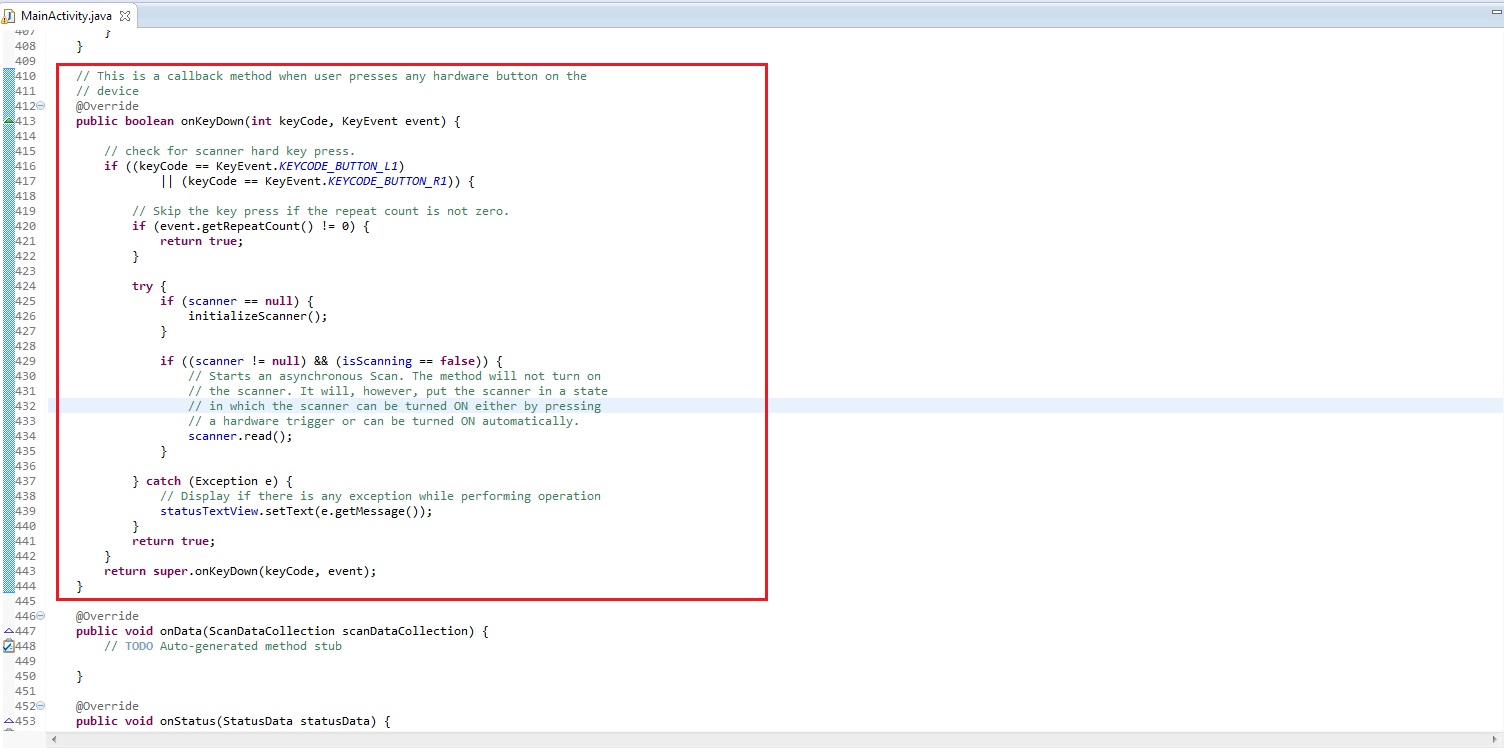 MainActivity.java
407 }
408 }
409
410 // This is a callback method when user presses any hardware button on the
411 // device
412 @Override
413 public boolean onKeyDown(int keyCode, KeyEvent event) {
414
415 // check for scanner hard key press.
416 if ((keyCode == KeyEvent.KEYCODE_BUTTON_L1)
417 || (keyCode == KeyEvent.KEYCODE_BUTTON_R1)) {
418
419 // Skip the key press if the repeat count is not zero.
420 if (event.getRepeatCount() != 0) {
421 return true;
422 }
423
424 try {
425 if (scanner == null) {
426 initializeScanner();
427 }
428
429 if ((scanner != null) && (isScanning == false)) {
430 // Starts an asynchronous Scan. The method will not turn on
431 // the scanner. It will, however, put the scanner in a state
432 // in which the scanner can be turned ON either by pressing
433 // a hardware trigger or can be turned ON automatically.
434 scanner.read();
435 }
436
437 } catch (Exception e) {
438 // Display if there is any exception while performing operation
439 statusTextView.setText(e.getMessage());
440 }
441 return true;
442 }
443 return super.onKeyDown(keyCode, event);
444 }
445
446 @Override
447 public void onData(ScanDataCollection scanDataCollection) {
448 // TODO Auto-generated method stub
449
450 }
451
452 @Override
453 public void onStatus(StatusData statusData) {